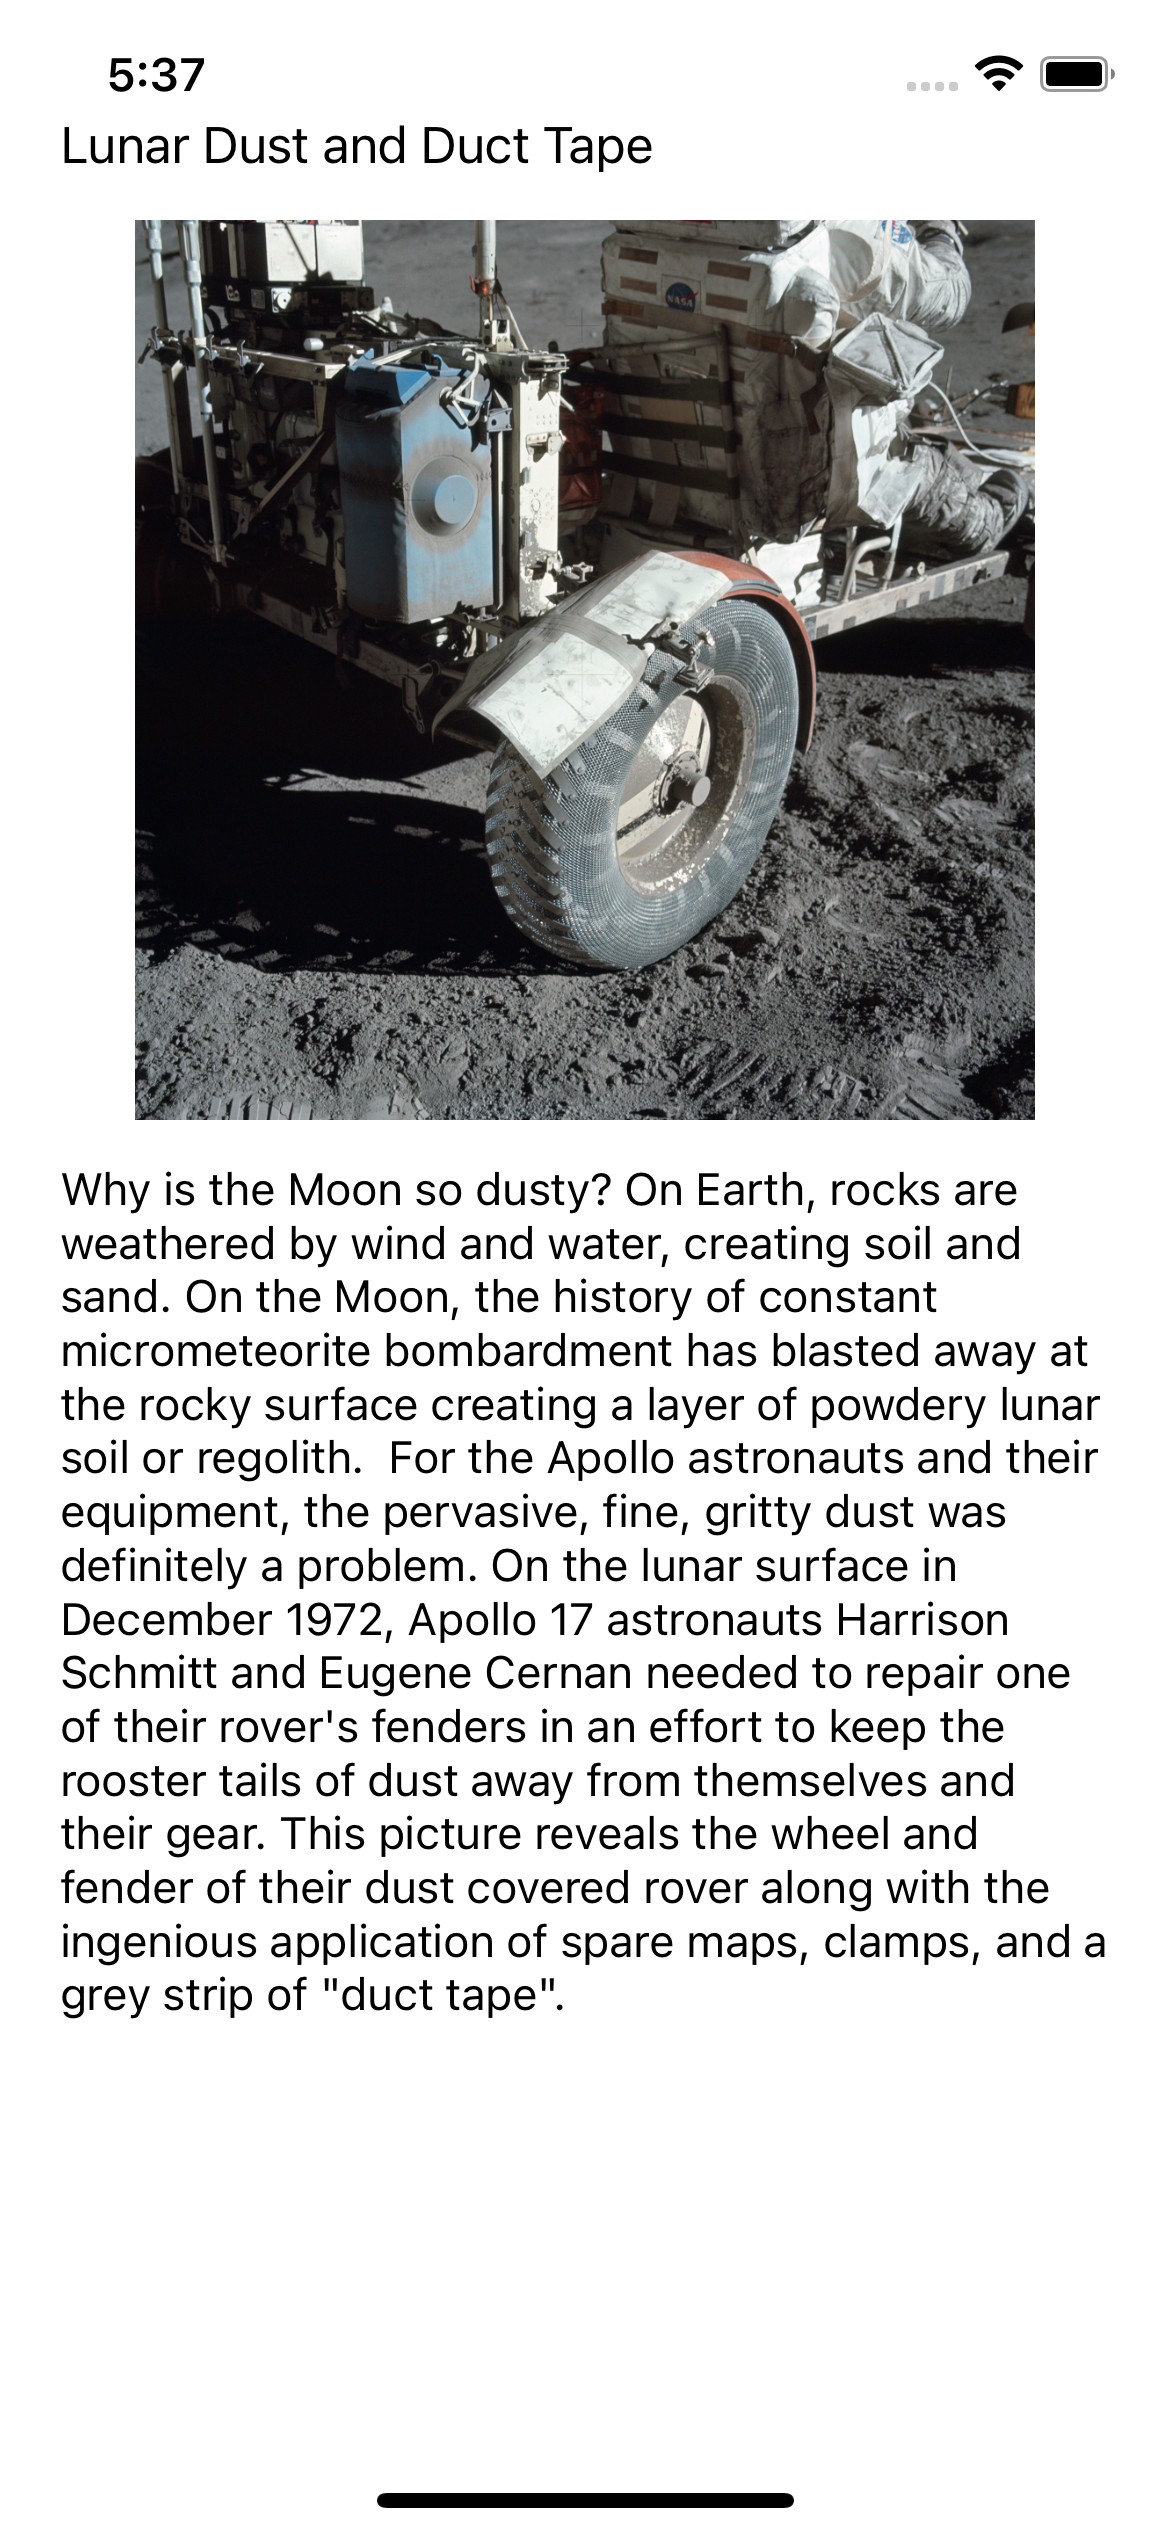 5:37
Lunar Dust and Duct Tape
NASA
Why is the Moon so dusty? On Earth, rocks are
weathered by wind and water, creating soil and
sand. On the Moon, the history of constant
micrometeorite bombardment has blasted away at
the rocky surface creating a layer of powdery lunar
soil or regolith.  For the Apollo astronauts and their
equipment, the pervasive, fine, gritty dust was
definitely a problem. On the lunar surface in
December 1972, Apollo 17 astronauts Harrison
Schmitt and Eugene Cernan needed to repair one
of their rover's fenders in an effort to keep the
rooster tails of dust away from themselves and
their gear. This picture reveals the wheel and
fender of their dust covered rover along with the
ingenious application of spare maps, clamps, and a
grey strip of "duct tape".